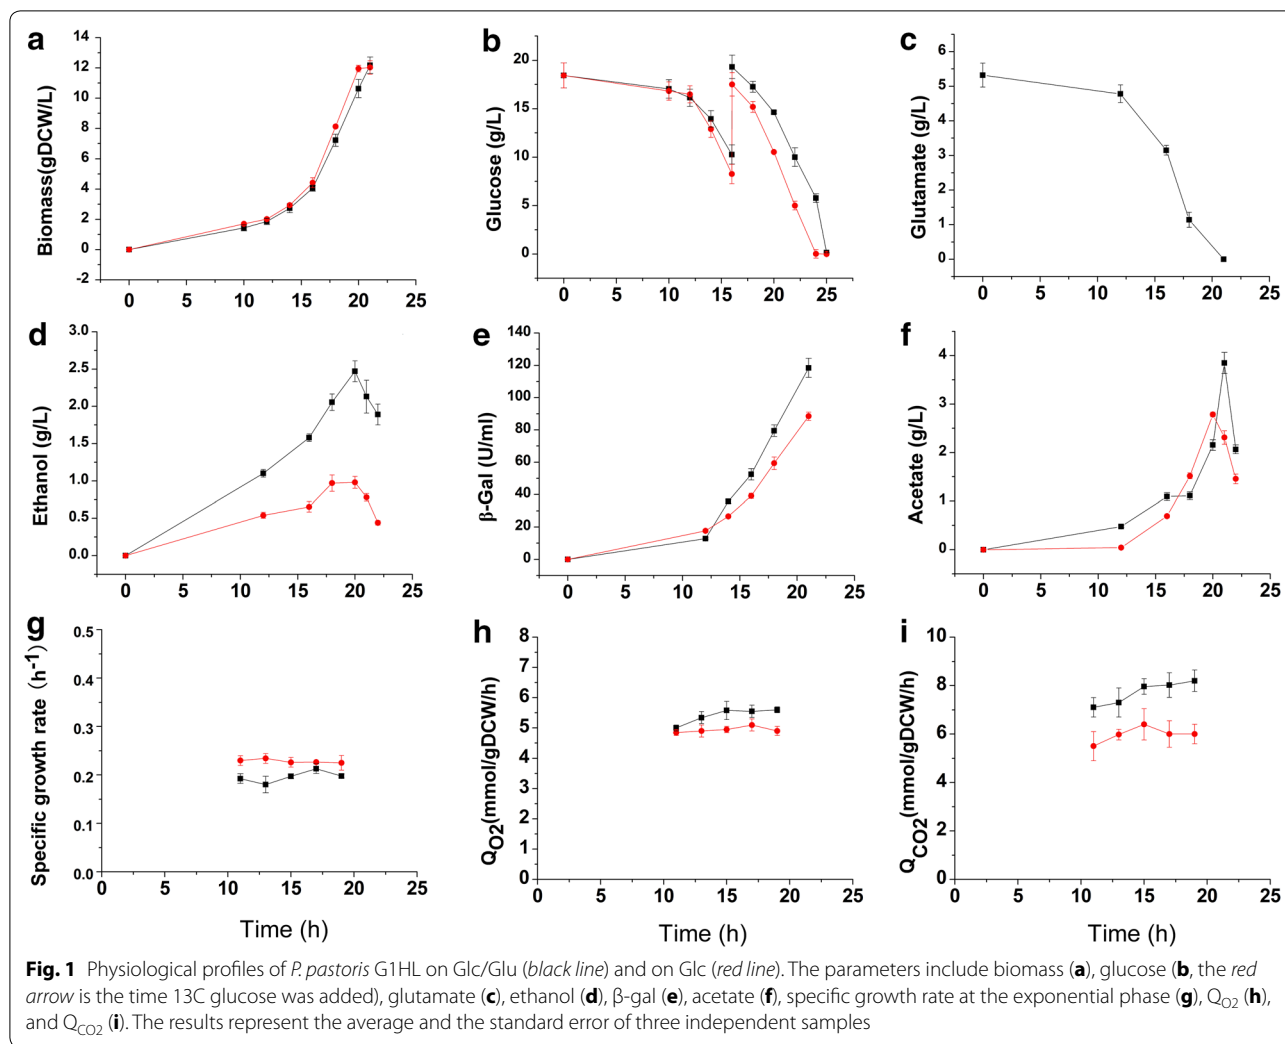 a
Biomass(gDCW/L)
14
12
10
8
6
4
2
0
-2
0 5 10 15 20 25
b
Glucose (g/L)
20
15
10
5
0
0 5 10 15 20 25
c
Glutamate (g/L)
6
5
4
3
2
1
0
0 5 10 15 20 25
d
Ethanol (g/L)
3.0
2.5
2.0
1.5
1.0
0.5
0.0
0 5 10 15 20 25
e
β-Gal (U/ml)
140
120
100
80
60
40
20
0
0 5 10 15 20 25
f
Acetate (g/L)
4
3
2
1
0
0 5 10 15 20 25
g
Specific growth rate (h-1)
0.5
0.4
0.3
0.2
0.1
0.0
0 5 10 15 20 25
Time (h)
h
QO2(mmol/gDCW/h)
8
7
6
5
4
3
2
1
0
0 5 10 15 20 25
Time (h)
i
QCO2(mmol/gDCW/h)
10
8
6
4
2
0
0 5 10 15 20 25
Time (h)
Fig. 1 Physiological profiles of P. pastoris G1HL on Glc/Glu (black line) and on Glc (red line). The parameters include biomass (a), glucose (b, the red
arrow is the time 13C glucose was added), glutamate (c), ethanol (d), β-gal (e), acetate (f), specific growth rate at the exponential phase (g), QO2 (h),
and QCO2 (i). The results represent the average and the standard error of three independent samples